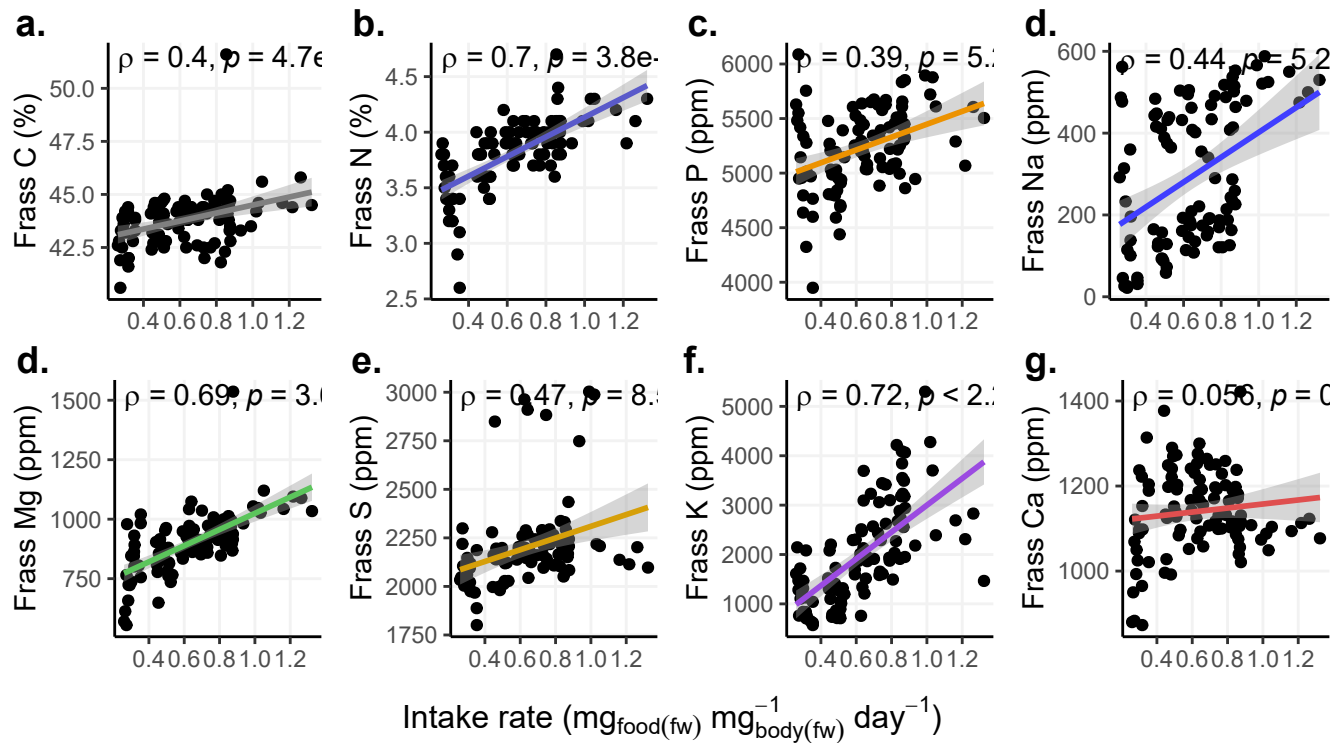 a.
ρ = 0.4, p = 4.7e
Frass C (%)
50.0
47.5
45.0
42.5
0.4 0.6 0.8 1.0 1.2
b.
ρ = 0.7, p = 3.8e-
Frass N (%)
4.5
4.0
3.5
3.0
2.5
0.4 0.6 0.8 1.0 1.2
c.
ρ = 0.39, p = 5.2
Frass P (ppm)
6000
5500
5000
4500
4000
0.4 0.6 0.8 1.0 1.2
d.
ρ = 0.44, p = 5.2
Frass Na (ppm)
600
400
200
0
0.4 0.6 0.8 1.0 1.2
d.
ρ = 0.69, p = 3.0
Frass Mg (ppm)
1500
1250
1000
750
0.4 0.6 0.8 1.0 1.2
e.
ρ = 0.47, p = 8.5
Frass S (ppm)
3000
2750
2500
2250
2000
1750
0.4 0.6 0.8 1.0 1.2
f.
ρ = 0.72, p < 2.2
Frass K (ppm)
5000
4000
3000
2000
1000
0.4 0.6 0.8 1.0 1.2
g.
ρ = 0.056, p = 0
Frass Ca (ppm)
1400
1200
1000
0.4 0.6 0.8 1.0 1.2
Intake rate (mg food(fw) mg⁻¹ body(fw) day⁻¹)